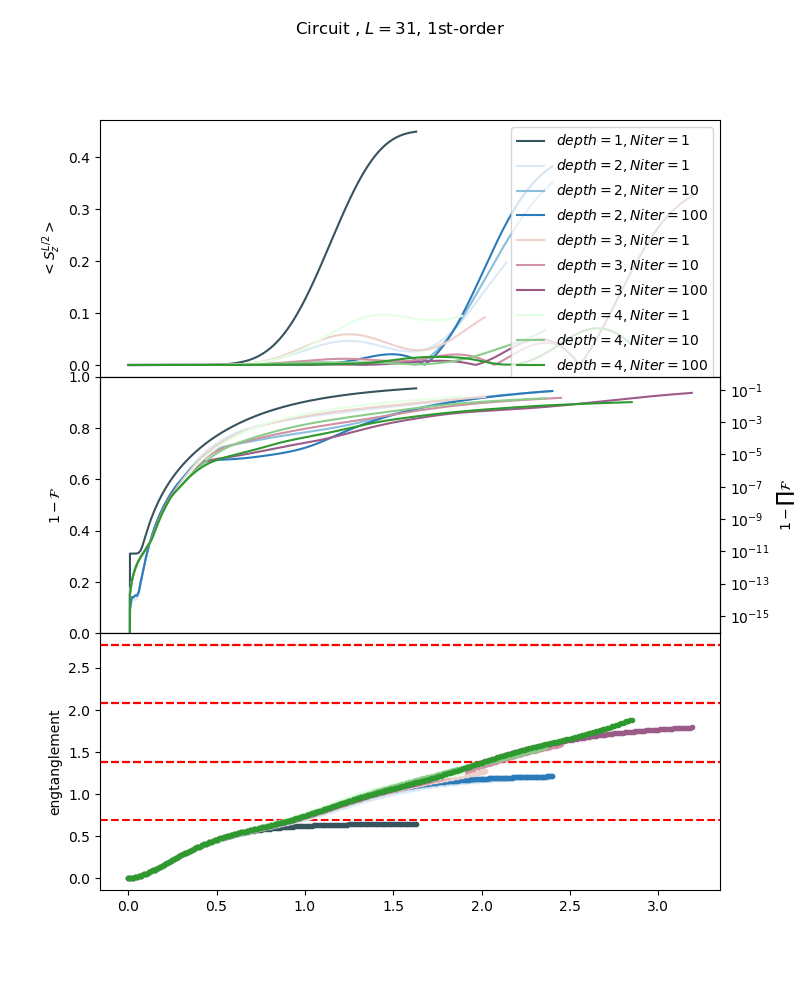 Circuit , L = 31, 1st-order
< S_z^{L/2} >
0.4
0.3
0.2
0.1
0.0
depth = 1, Niter = 1
depth = 2, Niter = 1
depth = 2, Niter = 10
depth = 2, Niter = 100
depth = 3, Niter = 1
depth = 3, Niter = 10
depth = 3, Niter = 100
depth = 4, Niter = 1
depth = 4, Niter = 10
depth = 4, Niter = 100
1 − ℱ
1.0
0.8
0.6
0.4
0.2
0.0
10^{−1}
10^{−3}
10^{−5}
10^{−7}
10^{−9}
10^{−11}
10^{−13}
10^{−15}
1 − ∏ ℱ
engtanglement
2.5
2.0
1.5
1.0
0.5
0.0
0.0 0.5 1.0 1.5 2.0 2.5 3.0